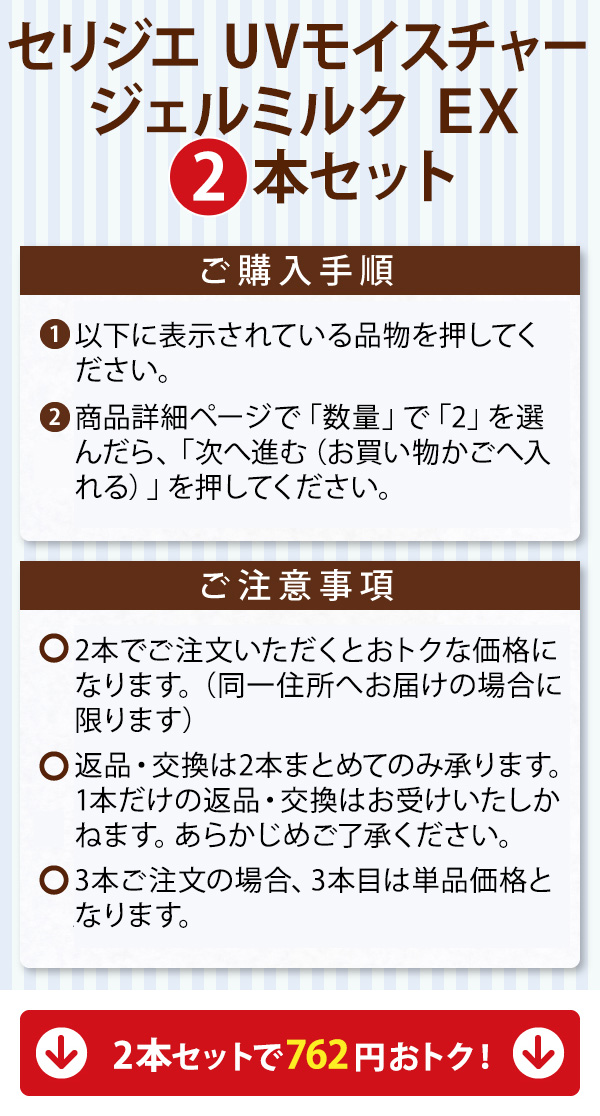 セリジエ UVモイスチャー
ジェルミルク EX
2本セット
ご購入手順
1 以下に表示されている品物を押してく
ださい。
2 商品詳細ページで「数量」で「2」を選
んだら、「次へ進む（お買い物かごへ入
れる）」を押してください。
ご注意事項
○ 2本でご注文いただくとおトクな価格に
なります。（同一住所へお届けの場合に
限ります）
○ 返品・交換は2本まとめてのみ承ります。
1本だけの返品・交換はお受けいたしか
ねます。あらかじめご了承ください。
○ 3本ご注文の場合、3本目は単品価格と
なります。
2本セットで762円おトク！